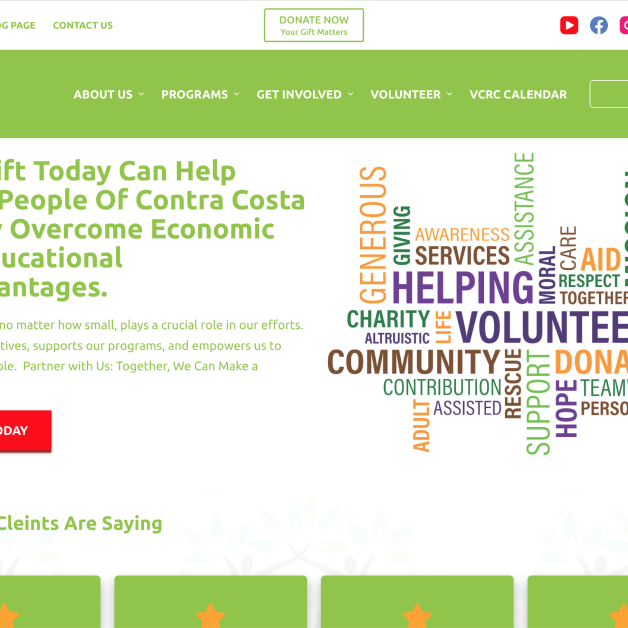 OG PAGE CONTACT US
DONATE NOW
Your Gift Matters
ABOUT US PROGRAMS GET INVOLVED VOLUNTEER VCRC CALENDAR
ift Today Can Help
People Of Contra Costa
y Overcome Economic
ucational
antages.
no matter how small, plays a crucial role in our efforts.
tives, supports our programs, and empowers us to
ple. Partner with Us: Together, We Can Make a
ODAY
GENEROUS
GIVING
AWARENESS
SERVICES
ASSISTANCE
HELPING
MORAL
CARE
AID
RESPECT
TOGETHER
CHARITY
ALTRUISTIC
LIFE
VOLUNTEE
COMMUNITY
RESCUE
SUPPORT
DONA
CONTRIBUTION
HOPE
TEAMW
ADULT
ASSISTED
PERSO
Cleints Are Saying